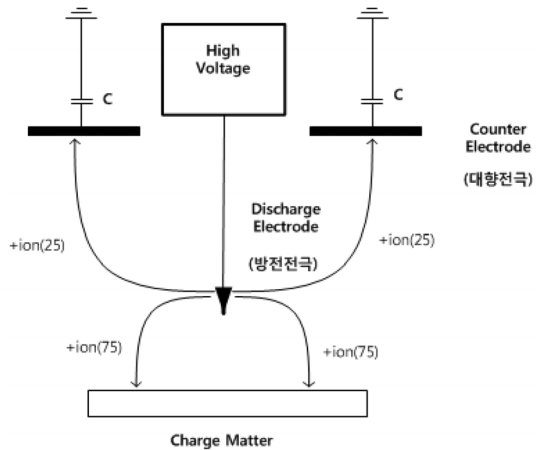 High
Voltage
C
C
Counter
Electrode
(대향전극)
Discharge
Electrode
(방전전극)
+ion(25)
+ion(25)
+ion(75)
+ion(75)
Charge Matter